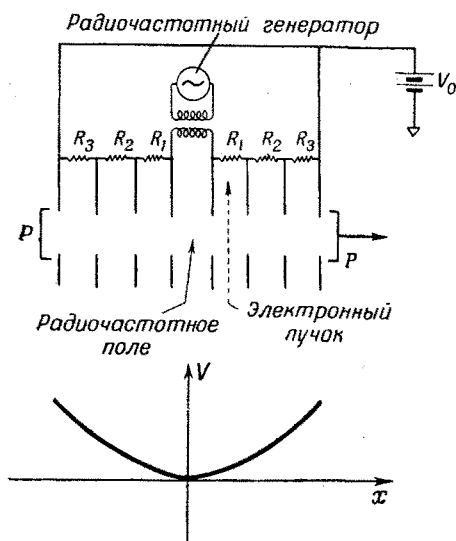 Радиочастотный генератор
V₀
R₃ R₂ R₁ R₁ R₂ R₃
P
P
Радиочастотное
поле
Электронный
пучок
V
x